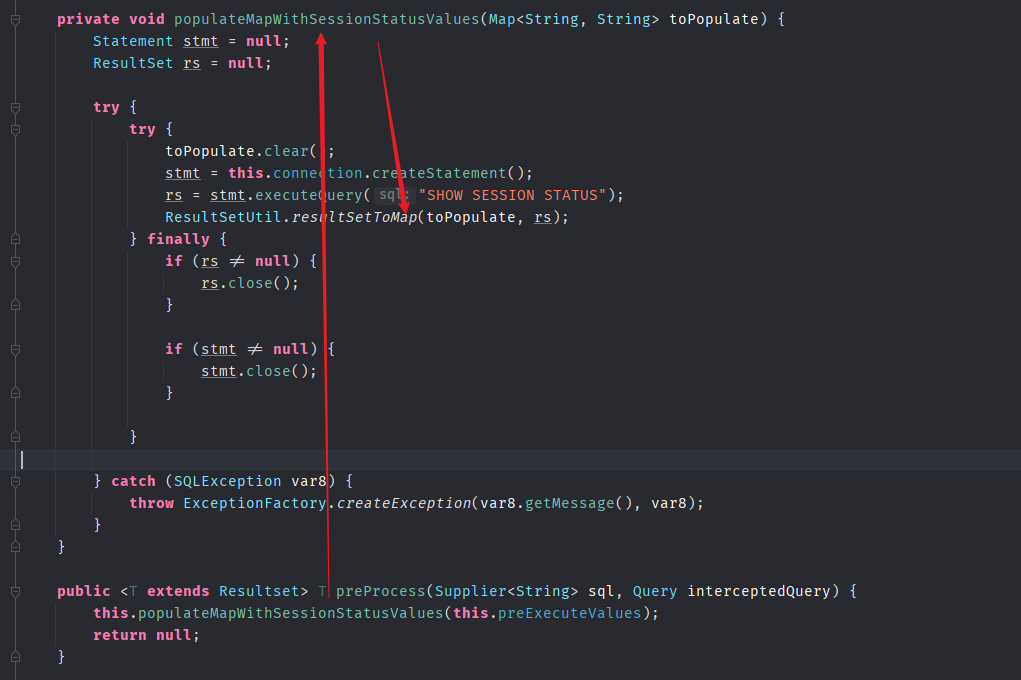 private void populateMapWithSessionStatusValues(Map<String, String> toPopulate) {
Statement stmt = null;
ResultSet rs = null;
try {
try {
toPopulate.clear();
stmt = this.connection.createStatement();
rs = stmt.executeQuery( sql: "SHOW SESSION STATUS");
ResultSetUtil.resultSetToMap(toPopulate, rs);
} finally {
if (rs ≠ null) {
rs.close();
}
if (stmt ≠ null) {
stmt.close();
}
}
} catch (SQLException var8) {
throw ExceptionFactory.createException(var8.getMessage(), var8);
}
}
public <T extends Resultset> T preProcess(Supplier<String> sql, Query interceptedQuery) {
this.populateMapWithSessionStatusValues(this.preExecuteValues);
return null;
}